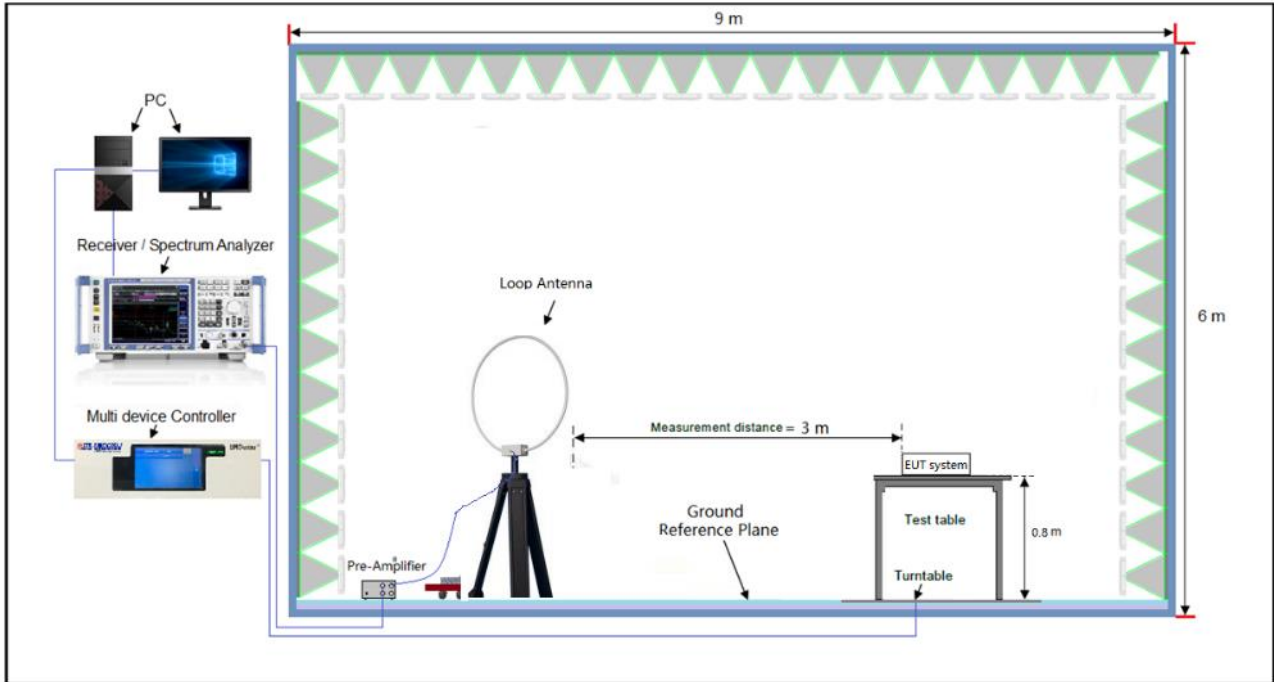 9 m
PC
Receiver / Spectrum Analyzer
Loop Antenna
6 m
Multi device Controller
Measurement distance = 3 m
EUT system
Ground
Reference Plane
Test table
0.8 m
Pre-Amplifier
Turntable